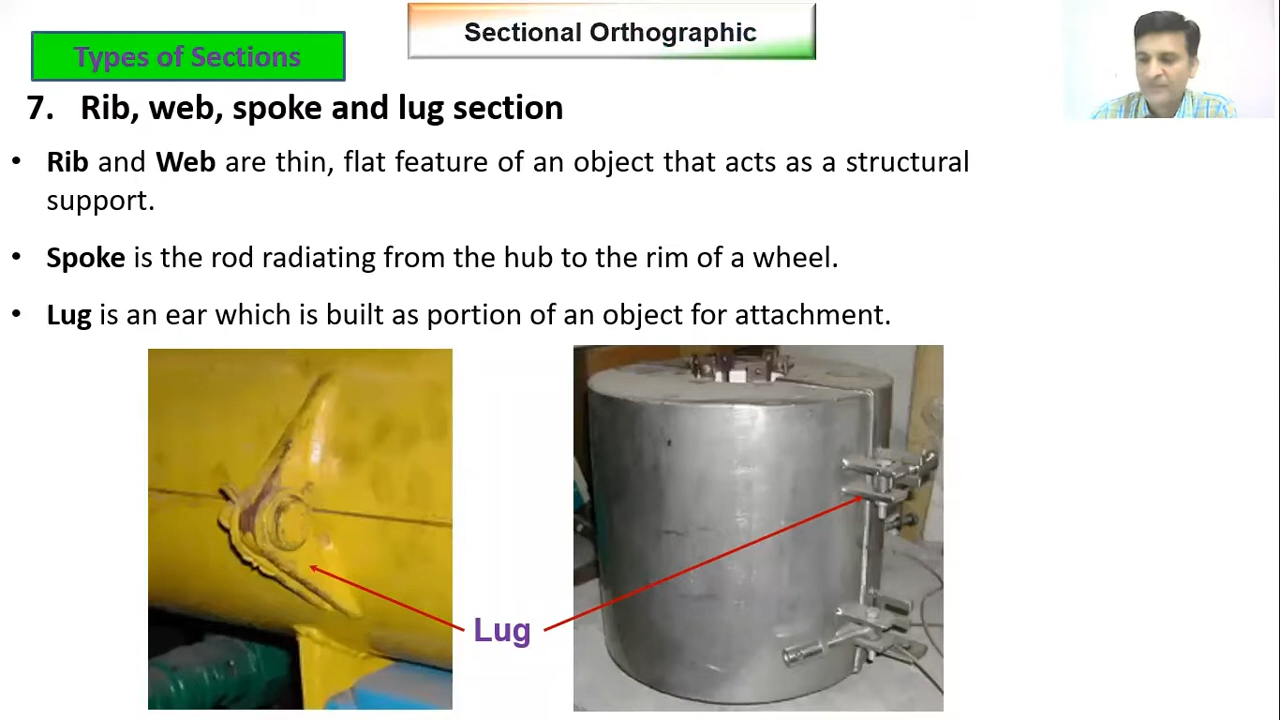 Sectional Orthographic
Types of Sections
7. Rib, web, spoke and lug section
• Rib and Web are thin, flat feature of an object that acts as a structural
support.
• Spoke is the rod radiating from the hub to the rim of a wheel.
• Lug is an ear which is built as portion of an object for attachment.
Lug